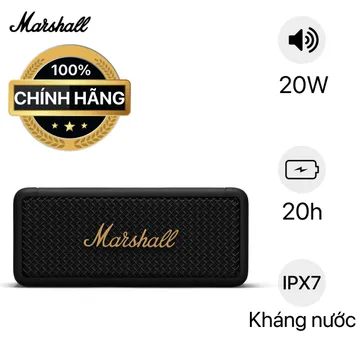 Marshall
100%
CHÍNH HÃNG
20W
Marshall
20h
IPX7
Kháng nước